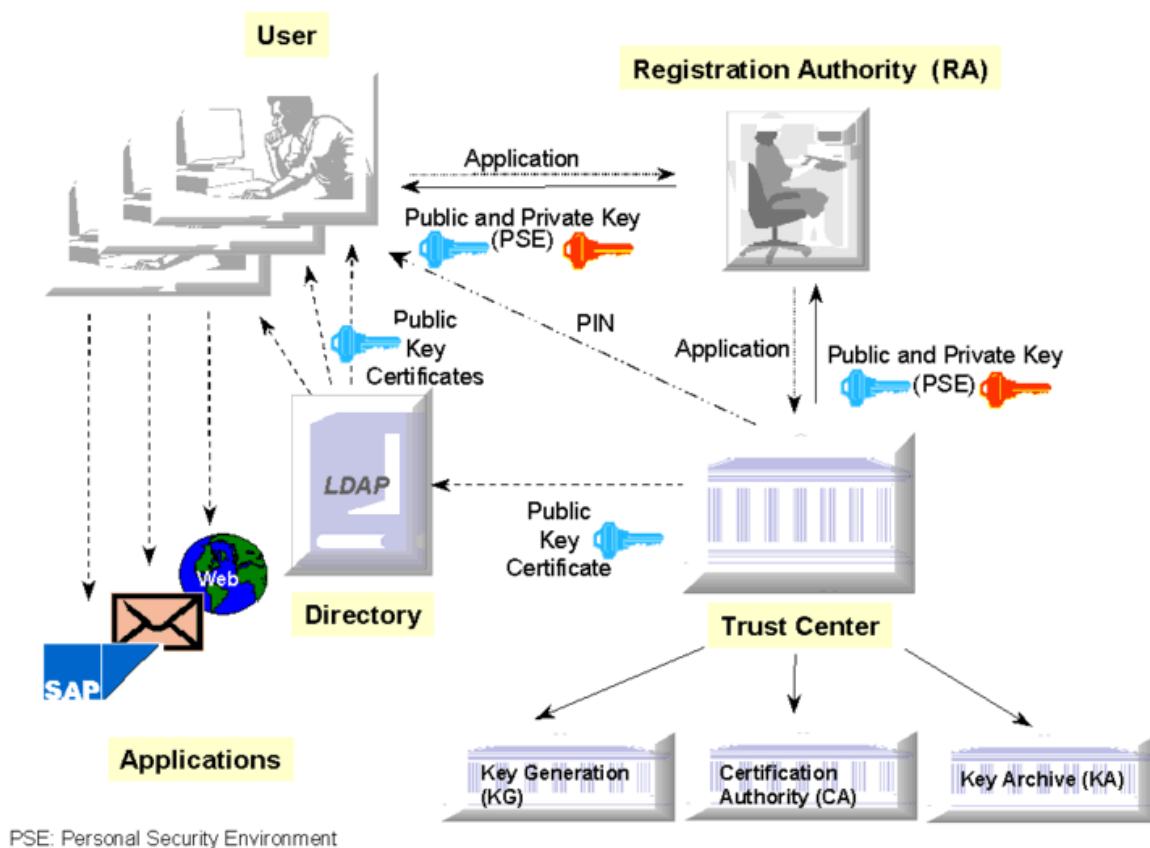 User
Registration Authority (RA)
Application
Public and Private Key
(PSE)
PIN
Application
Public and Private Key
(PSE)
Public
Key
Certificates
LDAP
Public
Key
Certificate
Web
Directory
Trust Center
SAP
Applications
Key Generation
(KG)
Certification
Authority (CA)
Key Archive (KA)
PSE: Personal Security Environment